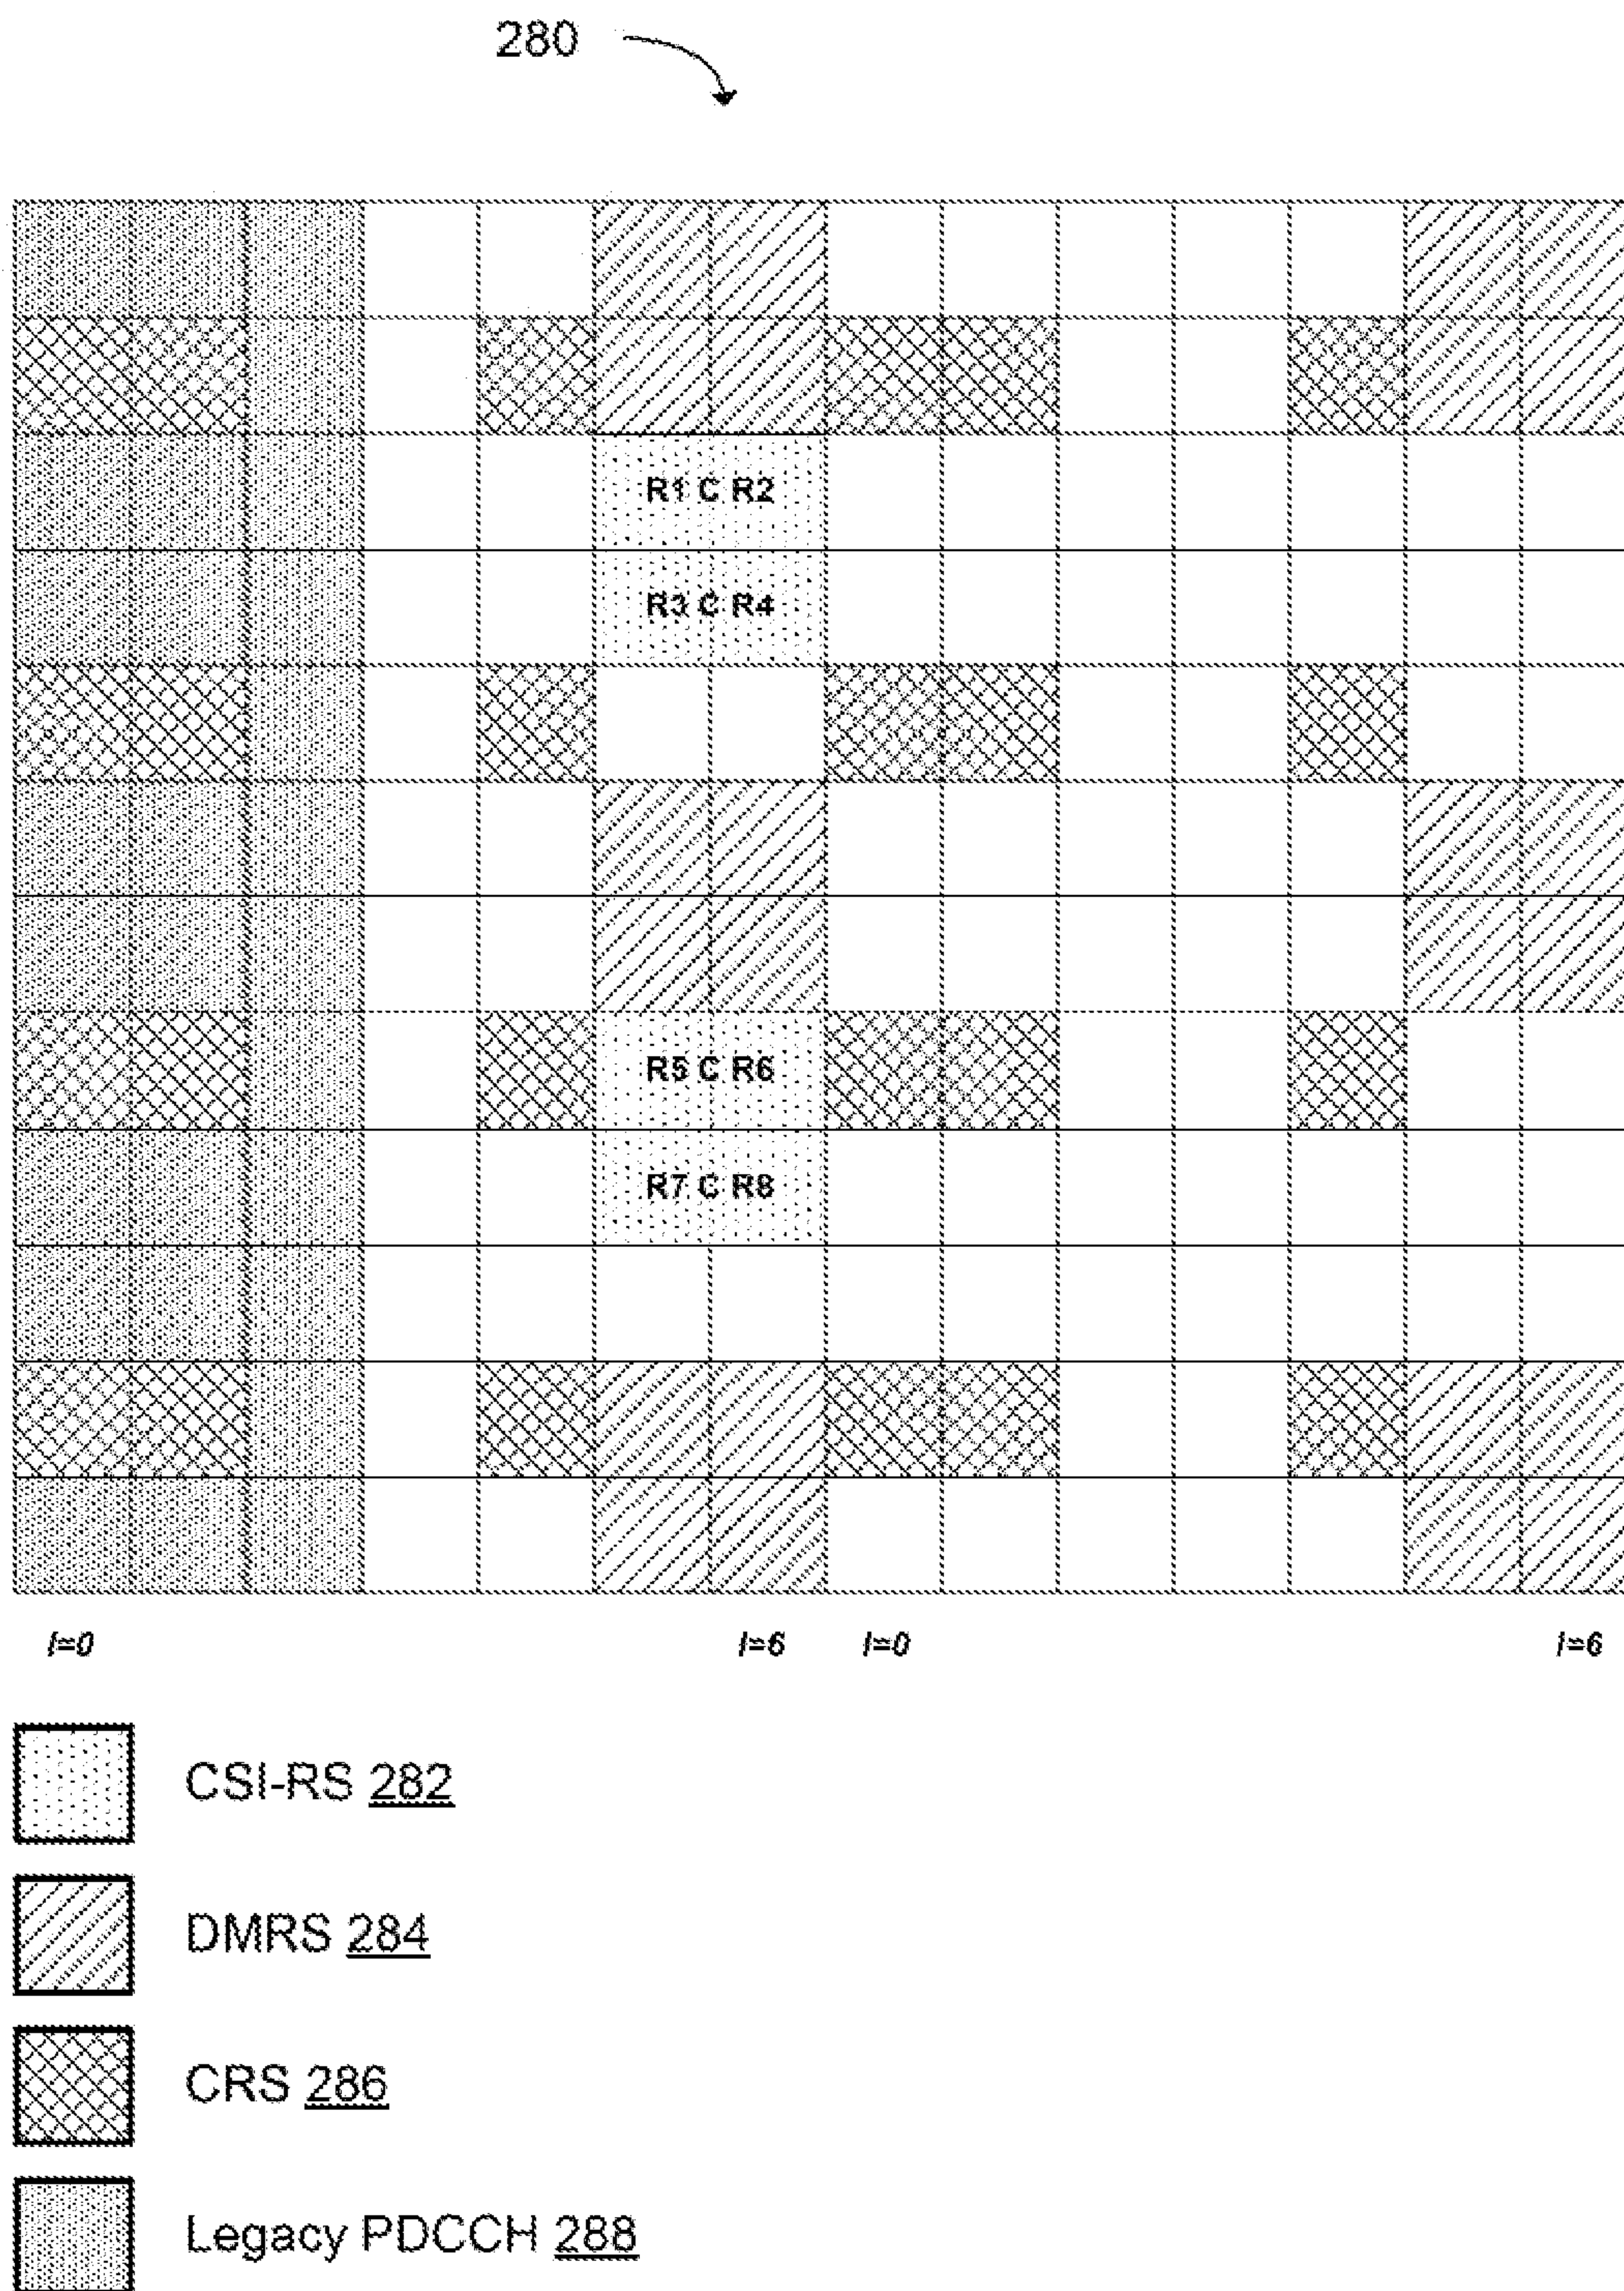 280
R1 C R2
R3 C R4
R5 C R6
R7 C R8
l=0 l=6 l=0 l=6
CSI-RS 282
DMRS 284
CRS 286
Legacy PDCCH 288